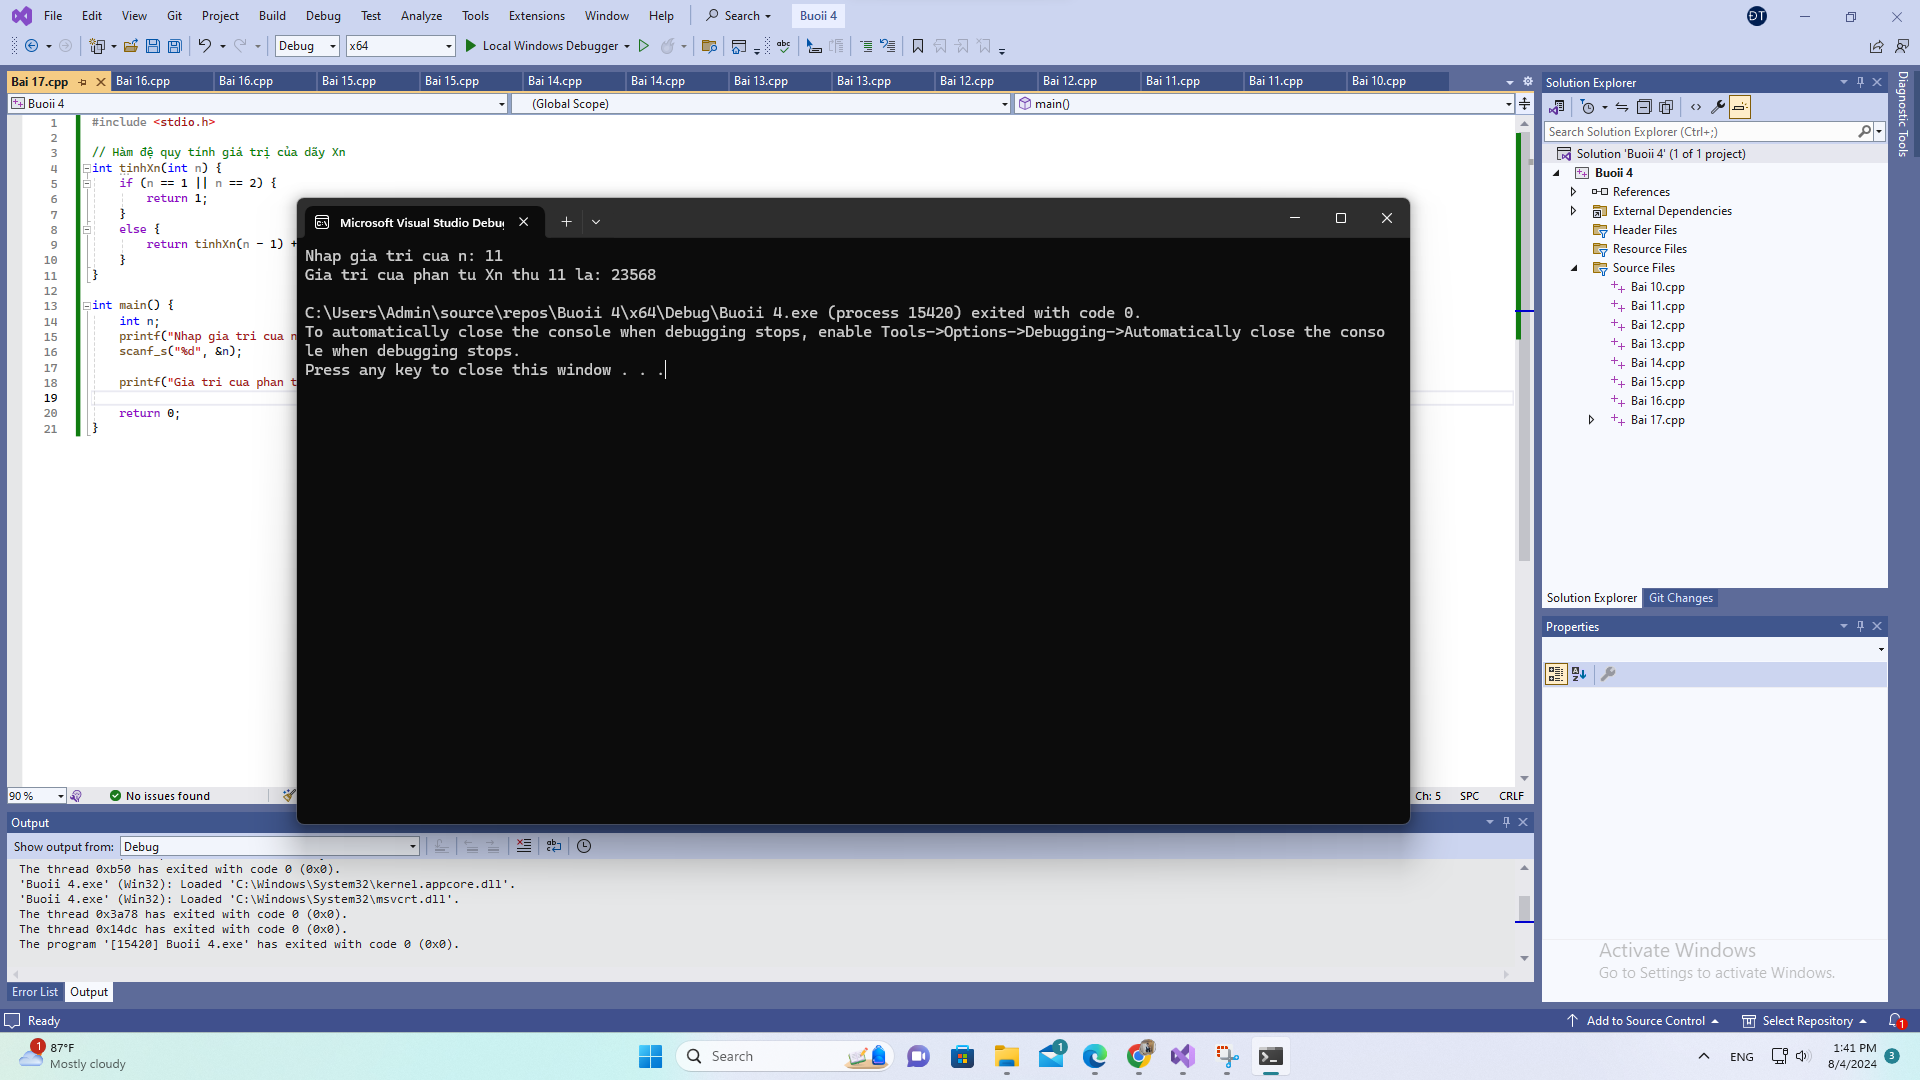 File Edit View Git Project Build Debug Test Analyze Tools Extensions Window Help Search Buoii 4 ĐT
Debug x64 Local Windows Debugger
Bai 17.cpp Bai 16.cpp Bai 16.cpp Bai 15.cpp Bai 15.cpp Bai 14.cpp Bai 14.cpp Bai 13.cpp Bai 13.cpp Bai 12.cpp Bai 12.cpp Bai 11.cpp Bai 11.cpp Bai 10.cpp
Buoii 4 (Global Scope) main()
1 #include <stdio.h>
2
3 // Hàm đệ quy tính giá trị của dãy Xn
4 int tinhXn(int n) {
5 if (n == 1 || n == 2) {
6 return 1;
7 }
8 else {
9 return tinhXn(n - 1) +
10 }
11 }
12
13 int main() {
14 int n;
15 printf("Nhap gia tri cua n
16 scanf_s("%d", &n);
17
18 printf("Gia tri cua phan t
19
20 return 0;
21 }
Microsoft Visual Studio Debug
Nhap gia tri cua n: 11
Gia tri cua phan tu Xn thu 11 la: 23568
C:\Users\Admin\source\repos\Buoii 4\x64\Debug\Buoii 4.exe (process 15420) exited with code 0.
To automatically close the console when debugging stops, enable Tools->Options->Debugging->Automatically close the conso
le when debugging stops.
Press any key to close this window . . .
90 % No issues found Ch: 5 SPC CRLF
Output
Show output from: Debug
The thread 0xb50 has exited with code 0 (0x0).
'Buoii 4.exe' (Win32): Loaded 'C:\Windows\System32\kernel.appcore.dll'.
'Buoii 4.exe' (Win32): Loaded 'C:\Windows\System32\msvcrt.dll'.
The thread 0x3a78 has exited with code 0 (0x0).
The thread 0x14dc has exited with code 0 (0x0).
The program '[15420] Buoii 4.exe' has exited with code 0 (0x0).
Error List Output
Solution Explorer
Search Solution Explorer (Ctrl+;)
Solution 'Buoii 4' (1 of 1 project)
Buoii 4
References
External Dependencies
Header Files
Resource Files
Source Files
Bai 10.cpp
Bai 11.cpp
Bai 12.cpp
Bai 13.cpp
Bai 14.cpp
Bai 15.cpp
Bai 16.cpp
Bai 17.cpp
Solution Explorer Git Changes
Properties
Activate Windows
Go to Settings to activate Windows.
Diagnostic Tools
Ready Add to Source Control Select Repository 1
1 87°F
Mostly cloudy
Search 1
ENG
1:41 PM
8/4/2024
3